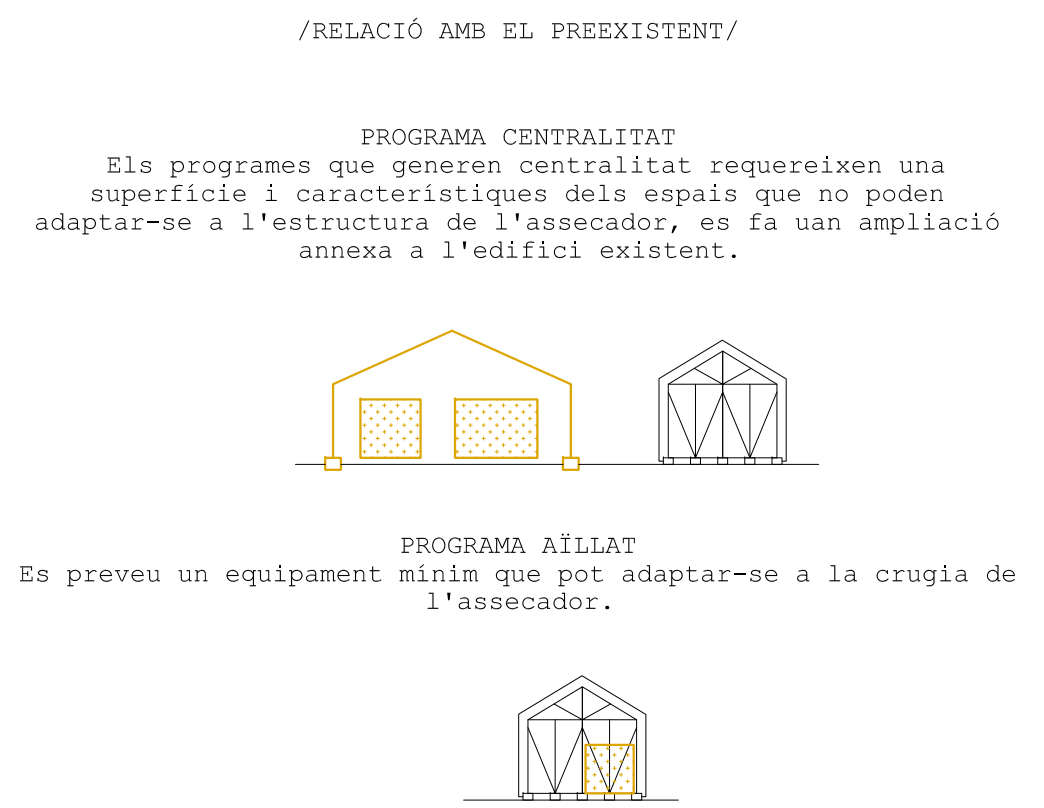 /RELACIÓ AMB EL PREEXISTENT/
PROGRAMA CENTRALITAT
Els programes que generen centralitat requereixen una
superfície i característiques dels espais que no poden
adaptar-se a l'estructura de l'assecador, es fa uan ampliació
annexa a l'edifici existent.
PROGRAMA AÏLLAT
Es preveu un equipament mínim que pot adaptar-se a la crugia de
l'assecador.